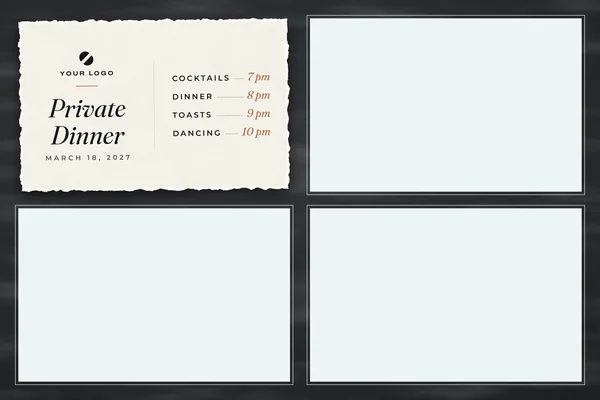 YOUR LOGO
Private
Dinner
MARCH 18, 2027
COCKTAILS 7 pm
DINNER 8 pm
TOASTS 9 pm
DANCING 10 pm